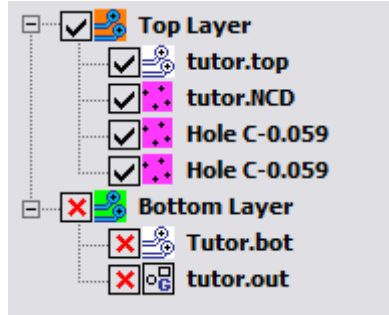 Top Layer
tutor.top
tutor.NCD
Hole C-0.059
Hole C-0.059
Bottom Layer
Tutor.bot
G tutor.out